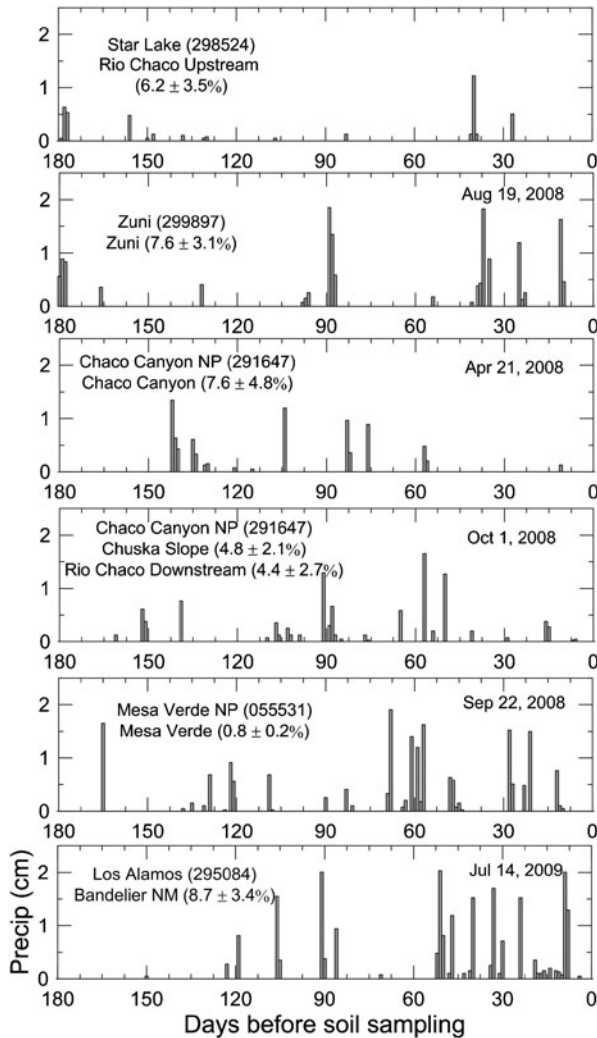 2
Star Lake (298524)
Rio Chaco Upstream
(6.2 ± 3.5%)
1
0
180 150 120 90 60 30 0
Aug 19, 2008
2
Zuni (299897)
Zuni (7.6 ± 3.1%)
1
0
180 150 120 90 60 30 0
Chaco Canyon NP (291647)
Apr 21, 2008
2
Chaco Canyon (7.6 ± 4.8%)
1
0
180 150 120 90 60 30 0
Chaco Canyon NP (291647)
Oct 1, 2008
2
Chuska Slope (4.8 ± 2.1%)
Rio Chaco Downstream (4.4 ± 2.7%)
1
0
180 150 120 90 60 30 0
Mesa Verde NP (055531)
Sep 22, 2008
2
Mesa Verde (0.8 ± 0.2%)
1
0
180 150 120 90 60 30 0
Los Alamos (295084)
Jul 14, 2009
2
Bandelier NM (8.7 ± 3.4%)
1
0
180 150 120 90 60 30 0
Precip (cm)
Days before soil sampling